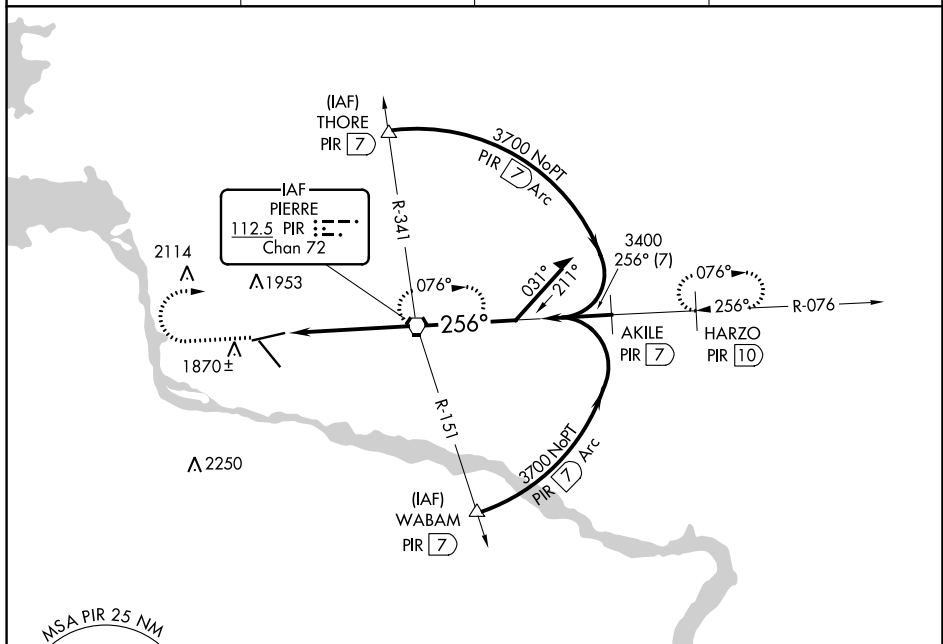 (IAF)
THORE
PIR 7
3700 NoPT
PIR 7 Arc
IAF
PIERRE
112.5 PIR
Chan 72
R-341
2114
1953
3400
256° (7)
076°
031°
211°
076°
256°
R-076
256°
AKILE
PIR 7
HARZO
PIR 10
1870±
R-151
2250
3700 NoPT
PIR 7 Arc
(IAF)
WABAM
PIR 7
MSA PIR 25 NM